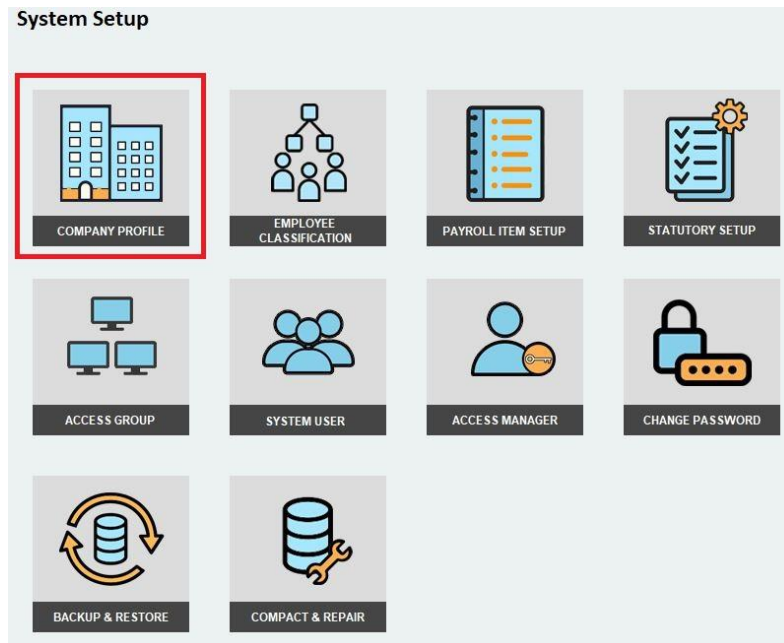 System Setup
COMPANY PROFILE
EMPLOYEE
CLASSIFICATION
PAYROLL ITEM SETUP
STATUTORY SETUP
ACCESS GROUP
SYSTEM USER
ACCESS MANAGER
CHANGE PASSWORD
BACKUP & RESTORE
COMPACT & REPAIR